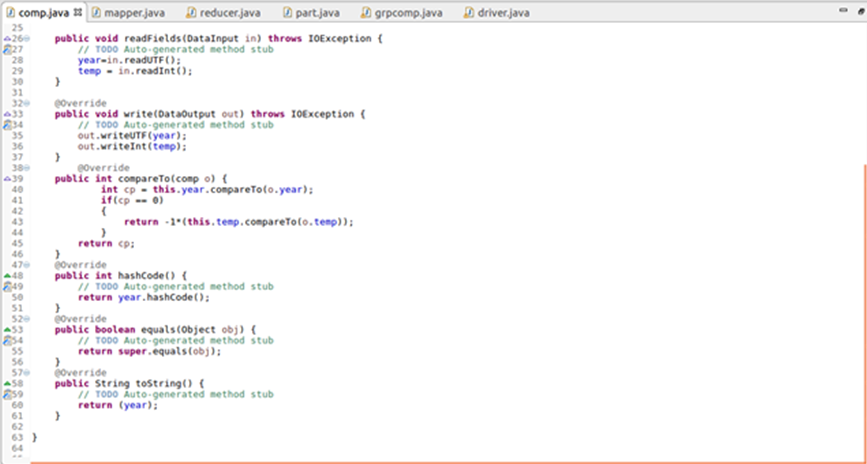 comp.java mapper.java reducer.java part.java grpcomp.java driver.java
25
26 public void readFields(DataInput in) throws IOException {
27 // TODO Auto-generated method stub
28 year=in.readUTF();
29 temp = in.readInt();
30 }
31
32 @Override
33 public void write(DataOutput out) throws IOException {
34 // TODO Auto-generated method stub
35 out.writeUTF(year);
36 out.writeInt(temp);
37 }
38 @Override
39 public int compareTo(comp o) {
40 int cp = this.year.compareTo(o.year);
41 if(cp == 0)
42 {
43 return -1*(this.temp.compareTo(o.temp));
44 }
45 return cp;
46 }
47 @Override
48 public int hashCode() {
49 // TODO Auto-generated method stub
50 return year.hashCode();
51 }
52 @Override
53 public boolean equals(Object obj) {
54 // TODO Auto-generated method stub
55 return super.equals(obj);
56 }
57 @Override
58 public String toString() {
59 // TODO Auto-generated method stub
60 return (year);
61 }
62
63 }
64